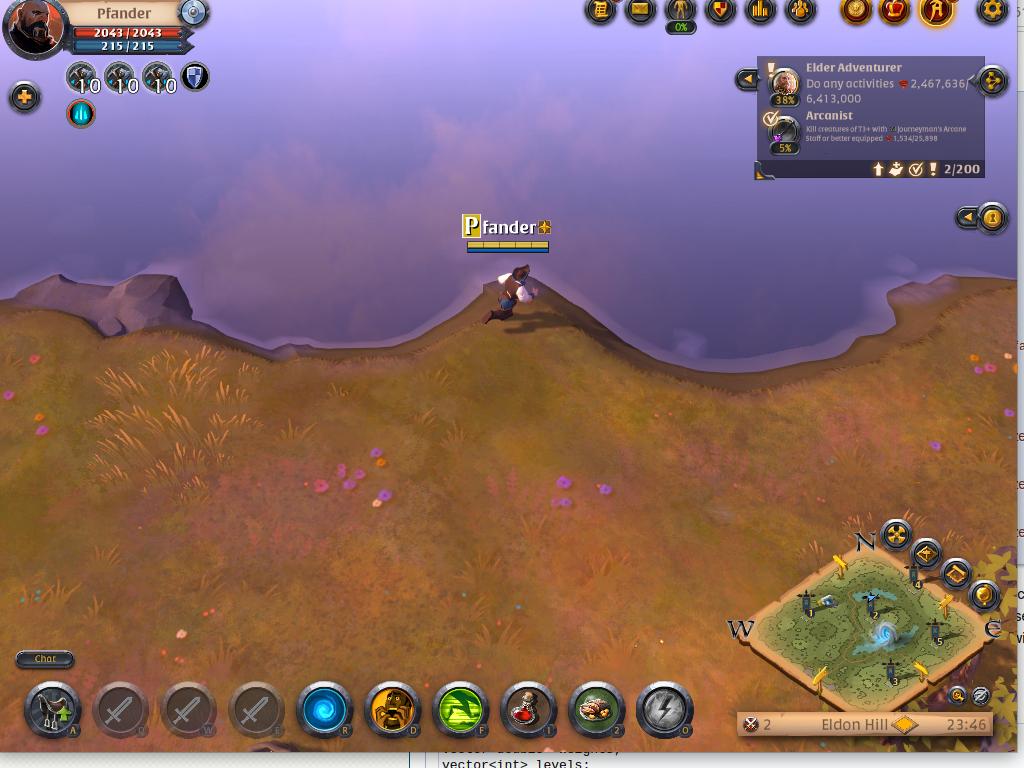 Pfander
2043/2043
215/215
0%
10
10
10
Elder Adventurer
Do any activities 2,467,636/
6,413,000
38%
Arcanist
Kill creatures of T3+ with Journeyman's Arcane
Staff or better equipped 1,534/25,898
5%
2/200
Pfander
N
W
E
1
2
3
4
5
Chat
A
Q
W
E
R
D
F
1
2
O
2
Eldon Hill
23:46
vector<int> levels;